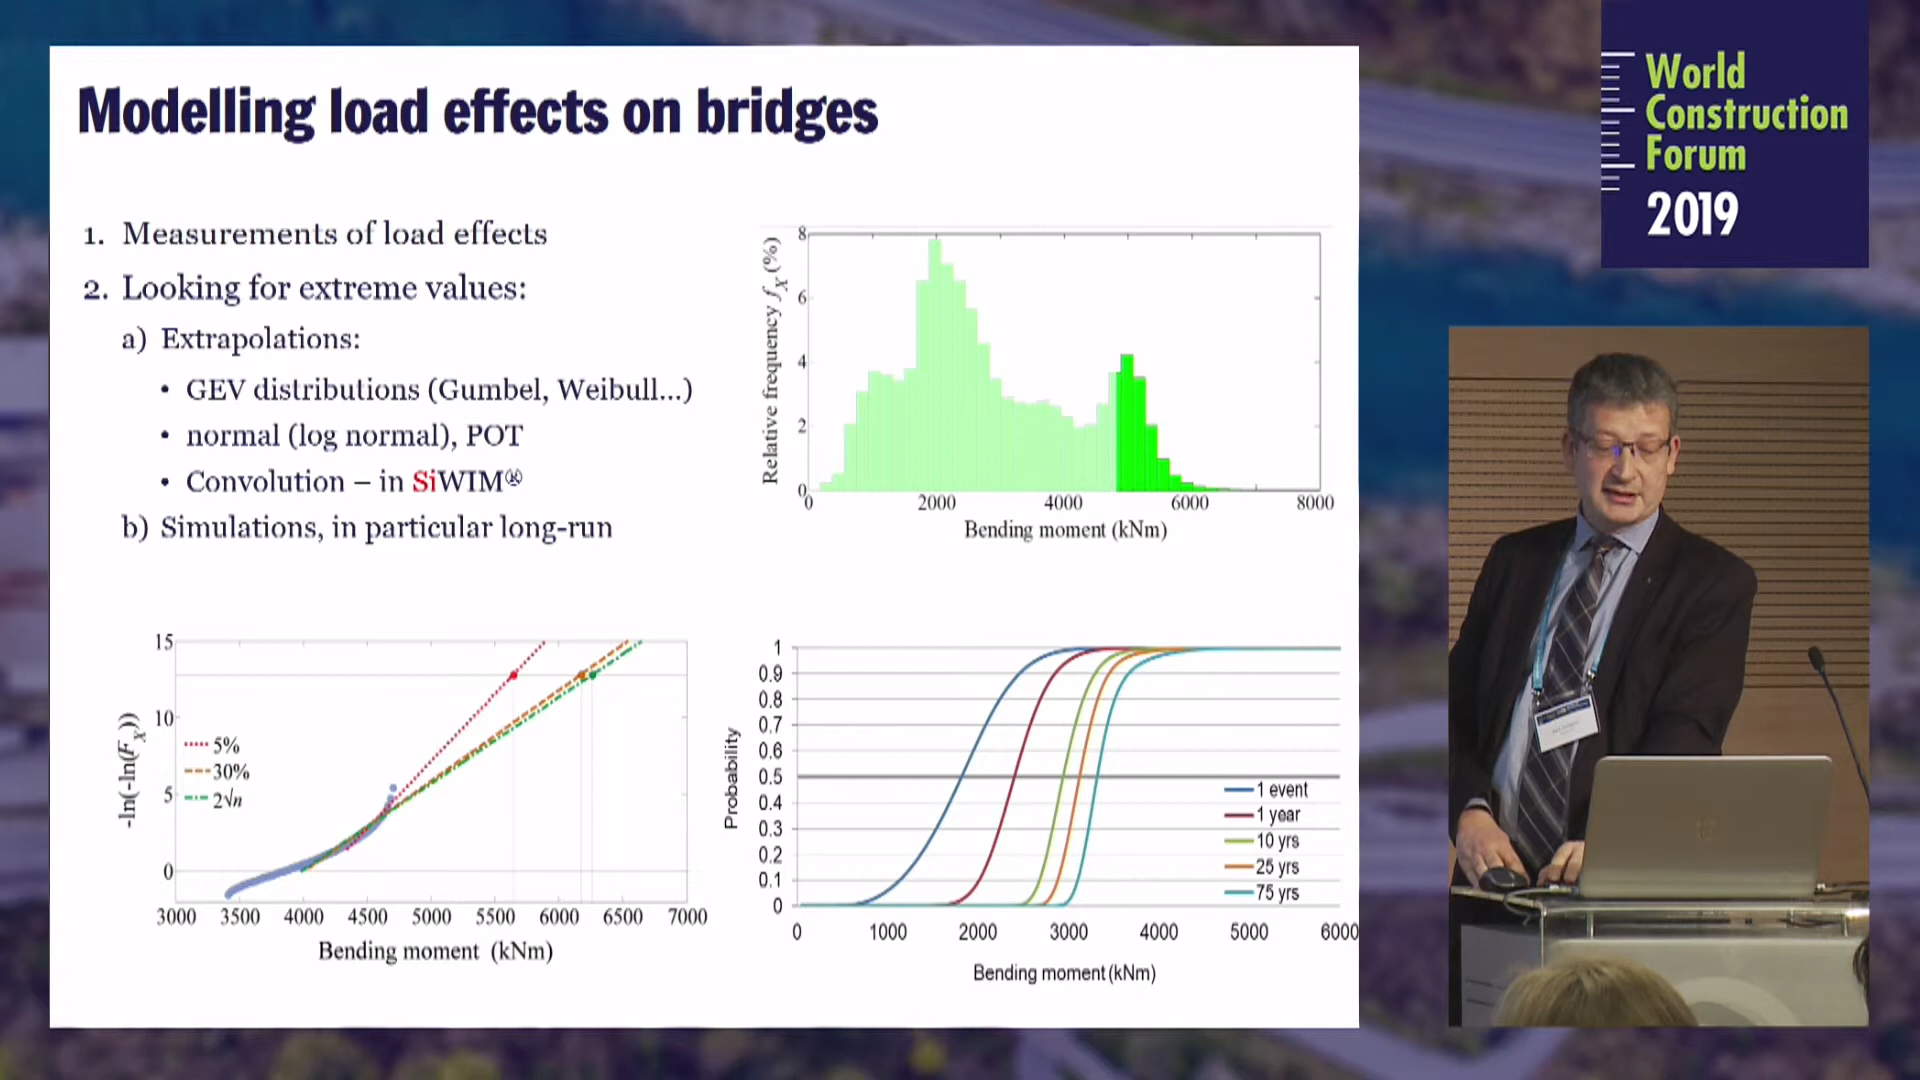 Modelling load effects on bridges
1. Measurements of load effects
2. Looking for extreme values:
a) Extrapolations:
• GEV distributions (Gumbel, Weibull...)
• normal (log normal), POT
• Convolution – in SiWIM®
b) Simulations, in particular long-run
Relative frequency fX (%)
8
6
4
2
0
0 2000 4000 6000 8000
Bending moment (kNm)
-ln(-ln(FX))
15
10
5
0
5%
30%
2√n
3000 3500 4000 4500 5000 5500 6000 6500 7000
Bending moment (kNm)
Probability
1
0.9
0.8
0.7
0.6
0.5
0.4
0.3
0.2
0.1
0
1 event
1 year
10 yrs
25 yrs
75 yrs
0 1000 2000 3000 4000 5000 6000
Bending moment (kNm)
World
Construction
Forum
2019